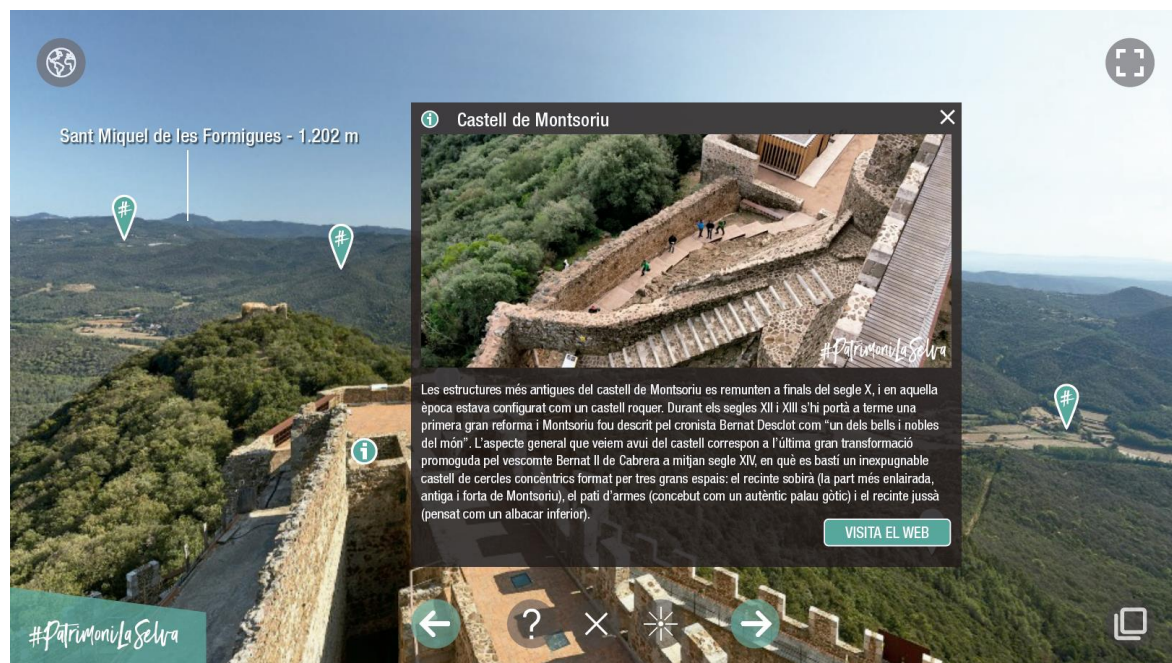 Sant Miquel de les Formigues - 1.202 m
Castell de Montsoriu
#PatrimoniLaSelva
Les estructures més antigues del castell de Montsoriu es remunten a finals del segle X, i en aquella
època estava configurat com un castell roquer. Durant els segles XII i XIII s'hi portà a terme una
primera gran reforma i Montsoriu fou descrit pel cronista Bernat Desclot com “un dels bells i nobles
del món”. L'aspecte general que veiem avui del castell correspon a l'última gran transformació
promoguda pel vescomte Bernat II de Cabrera a mitjan segle XIV, en què es bastí un inexpugnable
castell de cercles concèntrics format per tres grans espais: el recinte sobirà (la part més enlairada,
antiga i forta de Montsoriu), el pati d'armes (concebut com un autèntic palau gòtic) i el recinte jussà
(pensat com un albacar inferior).
VISITA EL WEB
#PatrimoniLaSelva